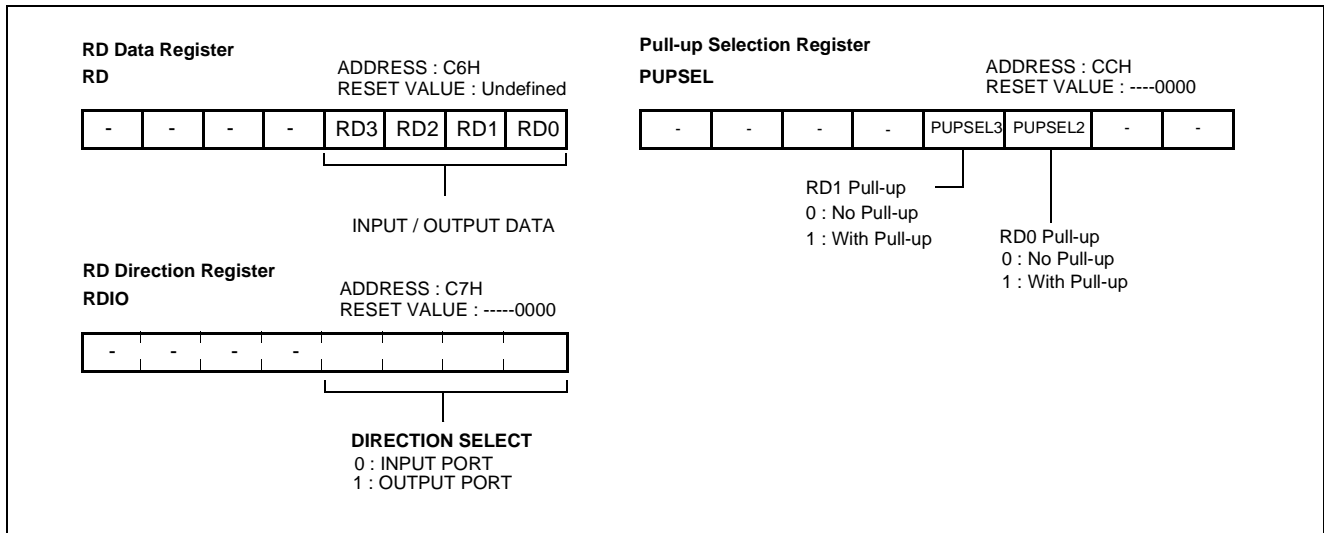 RD Data Register
RD
ADDRESS : C6H
RESET VALUE : Undefined
- - - - RD3 RD2 RD1 RD0
INPUT / OUTPUT DATA
RD Direction Register
RDIO
ADDRESS : C7H
RESET VALUE : -----0000
- - - -
DIRECTION SELECT
0 : INPUT PORT
1 : OUTPUT PORT
Pull-up Selection Register
PUPSEL
ADDRESS : CCH
RESET VALUE : ----0000
- - - - PUPSEL3 PUPSEL2 - -
RD1 Pull-up
0 : No Pull-up
1 : With Pull-up
RD0 Pull-up
0 : No Pull-up
1 : With Pull-up